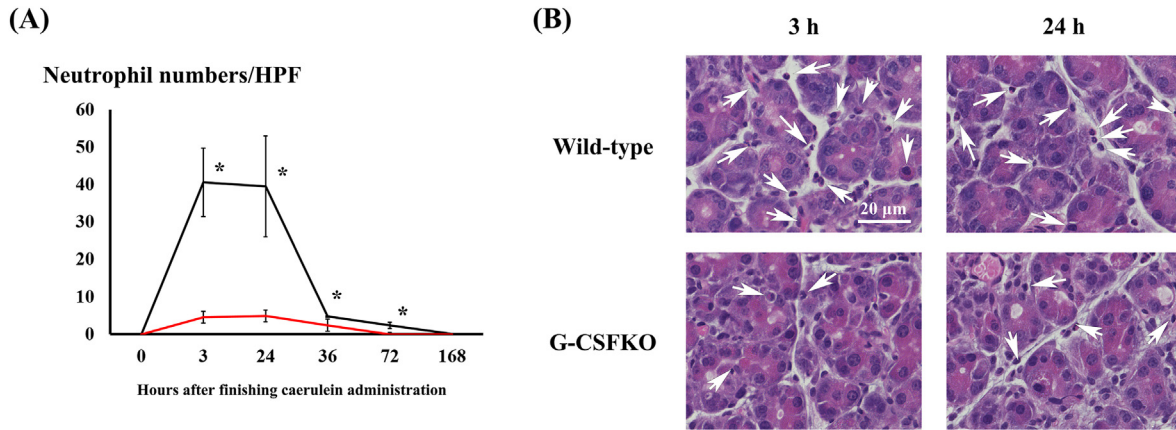 (A)
Neutrophil numbers/HPF
60
50
40
30
20
10
0
* * * *
0 3 24 36 72 168
Hours after finishing caerulein administration
(B)
3 h 24 h
Wild-type
20 μm
G-CSFKO